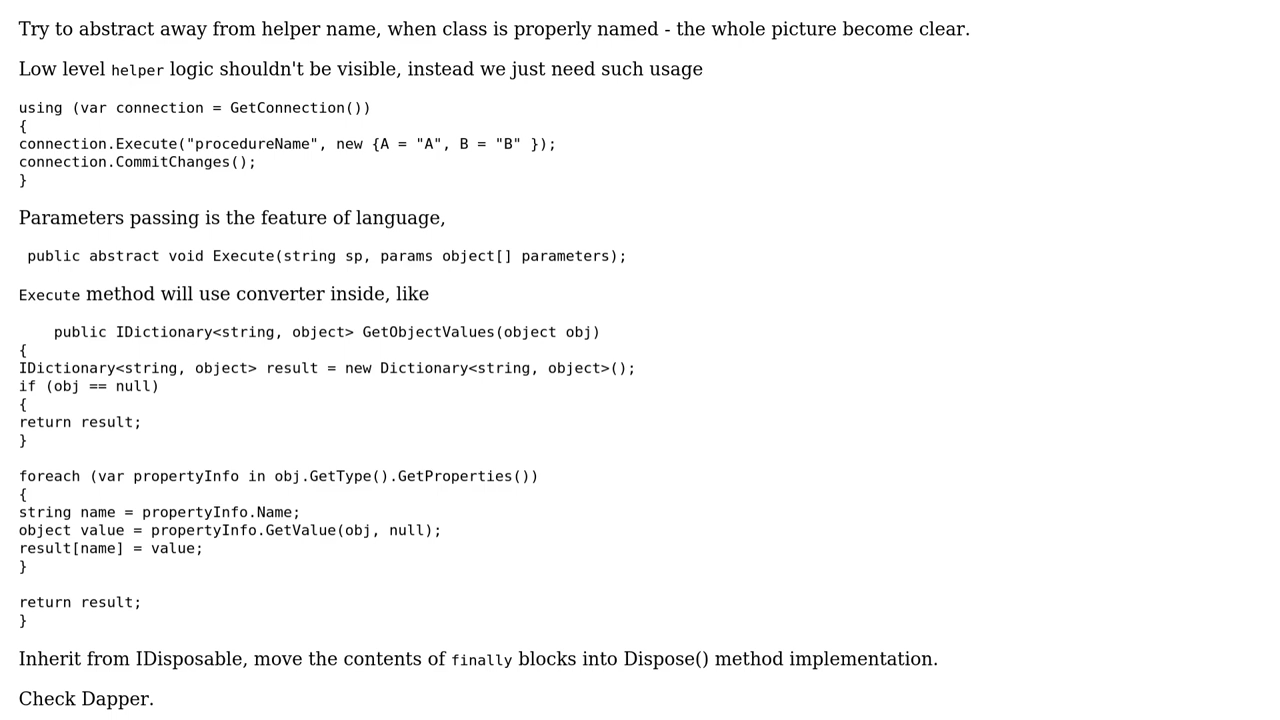 Try to abstract away from helper name, when class is properly named - the whole picture become clear.
Low level helper logic shouldn't be visible, instead we just need such usage
using (var connection = GetConnection())
{
connection.Execute("procedureName", new {A = "A", B = "B" });
connection.CommitChanges();
}
Parameters passing is the feature of language,
public abstract void Execute(string sp, params object[] parameters);
Execute method will use converter inside, like
public IDictionary<string, object> GetObjectValues(object obj)
{
IDictionary<string, object> result = new Dictionary<string, object>();
if (obj == null)
{
return result;
}
foreach (var propertyInfo in obj.GetType().GetProperties())
{
string name = propertyInfo.Name;
object value = propertyInfo.GetValue(obj, null);
result[name] = value;
}
return result;
}
Inherit from IDisposable, move the contents of finally blocks into Dispose() method implementation.
Check Dapper.